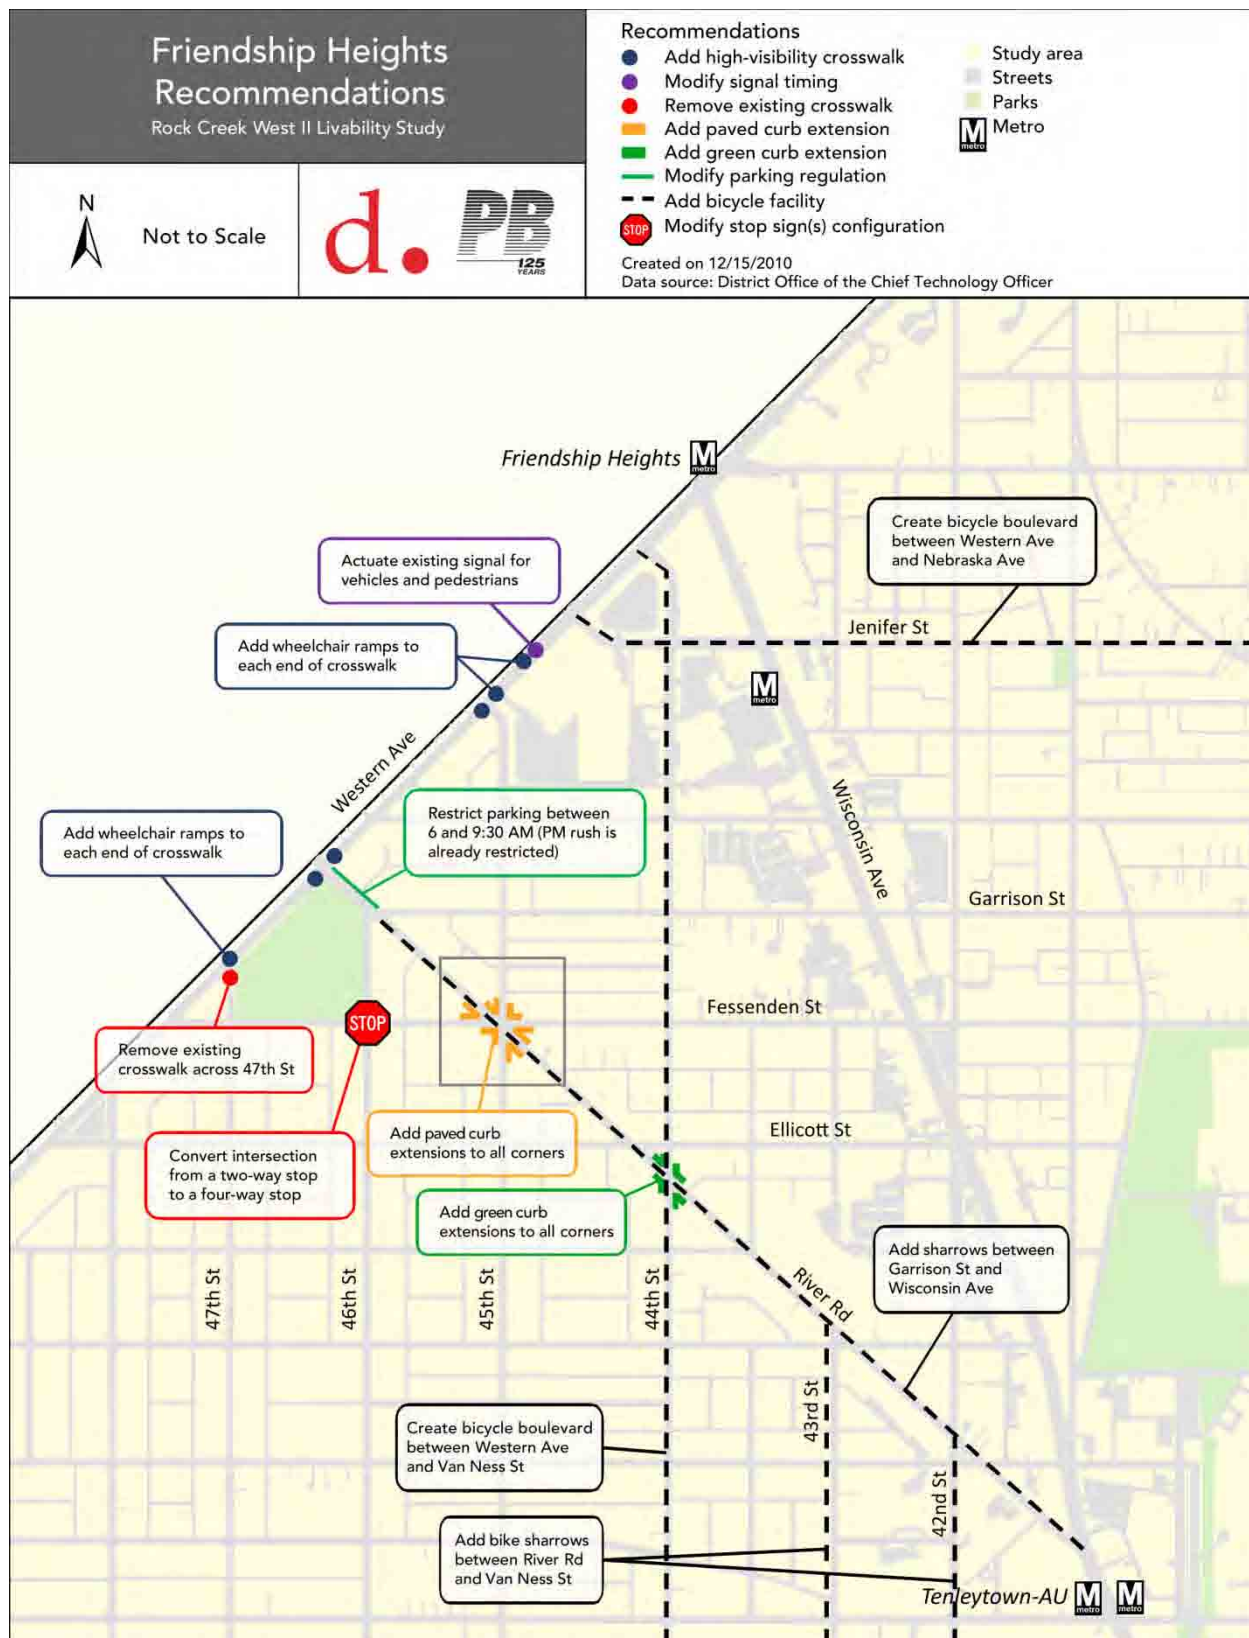 Friendship Heights
Recommendations
Rock Creek West II Livability Study
N
Not to Scale
d.
PB
125
YEARS
Recommendations
Add high-visibility crosswalk
Modify signal timing
Remove existing crosswalk
Add paved curb extension
Add green curb extension
Modify parking regulation
Add bicycle facility
STOP
Modify stop sign(s) configuration
Study area
Streets
Parks
M
metro
Metro
Created on 12/15/2010
Data source: District Office of the Chief Technology Officer
Friendship Heights
M
metro
Create bicycle boulevard
between Western Ave
and Nebraska Ave
Actuate existing signal for
vehicles and pedestrians
Jenifer St
Add wheelchair ramps to
each end of crosswalk
M
metro
Western Ave
Wisconsin Ave
Restrict parking between
6 and 9:30 AM (PM rush is
already restricted)
Add wheelchair ramps to
each end of crosswalk
Garrison St
Fessenden St
STOP
Remove existing
crosswalk across 47th St
Add paved curb
extensions to all corners
Ellicott St
Convert intersection
from a two-way stop
to a four-way stop
Add green curb
extensions to all corners
Add sharrows between
Garrison St and
Wisconsin Ave
47th St
46th St
45th St
44th St
River Rd
43rd St
42nd St
Create bicycle boulevard
between Western Ave
and Van Ness St
Add bike sharrows
between River Rd
and Van Ness St
Tenleytown-AU
M
metro
M
metro